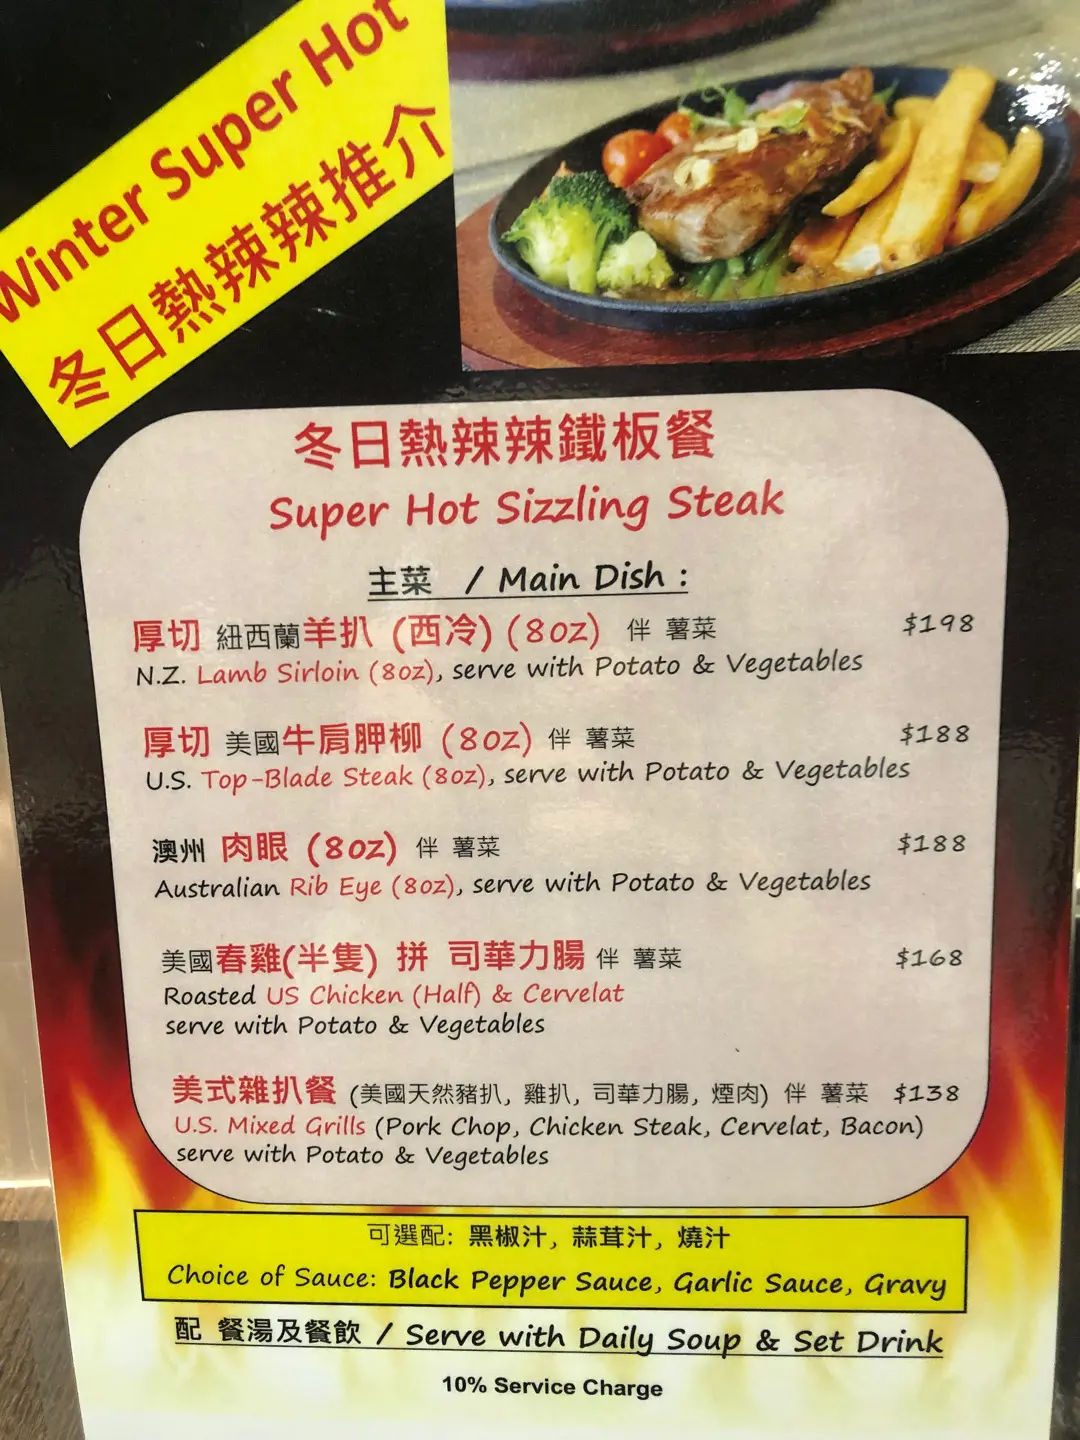 Winter Super Hot
冬日熱辣辣推介
冬日熱辣辣鐵板餐
Super Hot Sizzling Steak
主菜 / Main Dish :
厚切 紐西蘭羊扒 (西冷) (8oz) 伴 薯菜 $198
N.Z. Lamb Sirloin (8oz), serve with Potato & Vegetables
厚切 美國牛肩胛柳 (8oz) 伴 薯菜 $188
U.S. Top-Blade Steak (8oz), serve with Potato & Vegetables
澳州 肉眼 (8oz) 伴 薯菜 $188
Australian Rib Eye (8oz), serve with Potato & Vegetables
美國春雞(半隻) 拼 司華力腸 伴 薯菜 $168
Roasted US Chicken (Half) & Cervelat
serve with Potato & Vegetables
美式雜扒餐 (美國天然豬扒, 雞扒, 司華力腸, 煙肉) 伴 薯菜 $138
U.S. Mixed Grills (Pork Chop, Chicken Steak, Cervelat, Bacon)
serve with Potato & Vegetables
可選配: 黑椒汁, 蒜茸汁, 燒汁
Choice of Sauce: Black Pepper Sauce, Garlic Sauce, Gravy
配 餐湯及餐飲 / Serve with Daily Soup & Set Drink
10% Service Charge